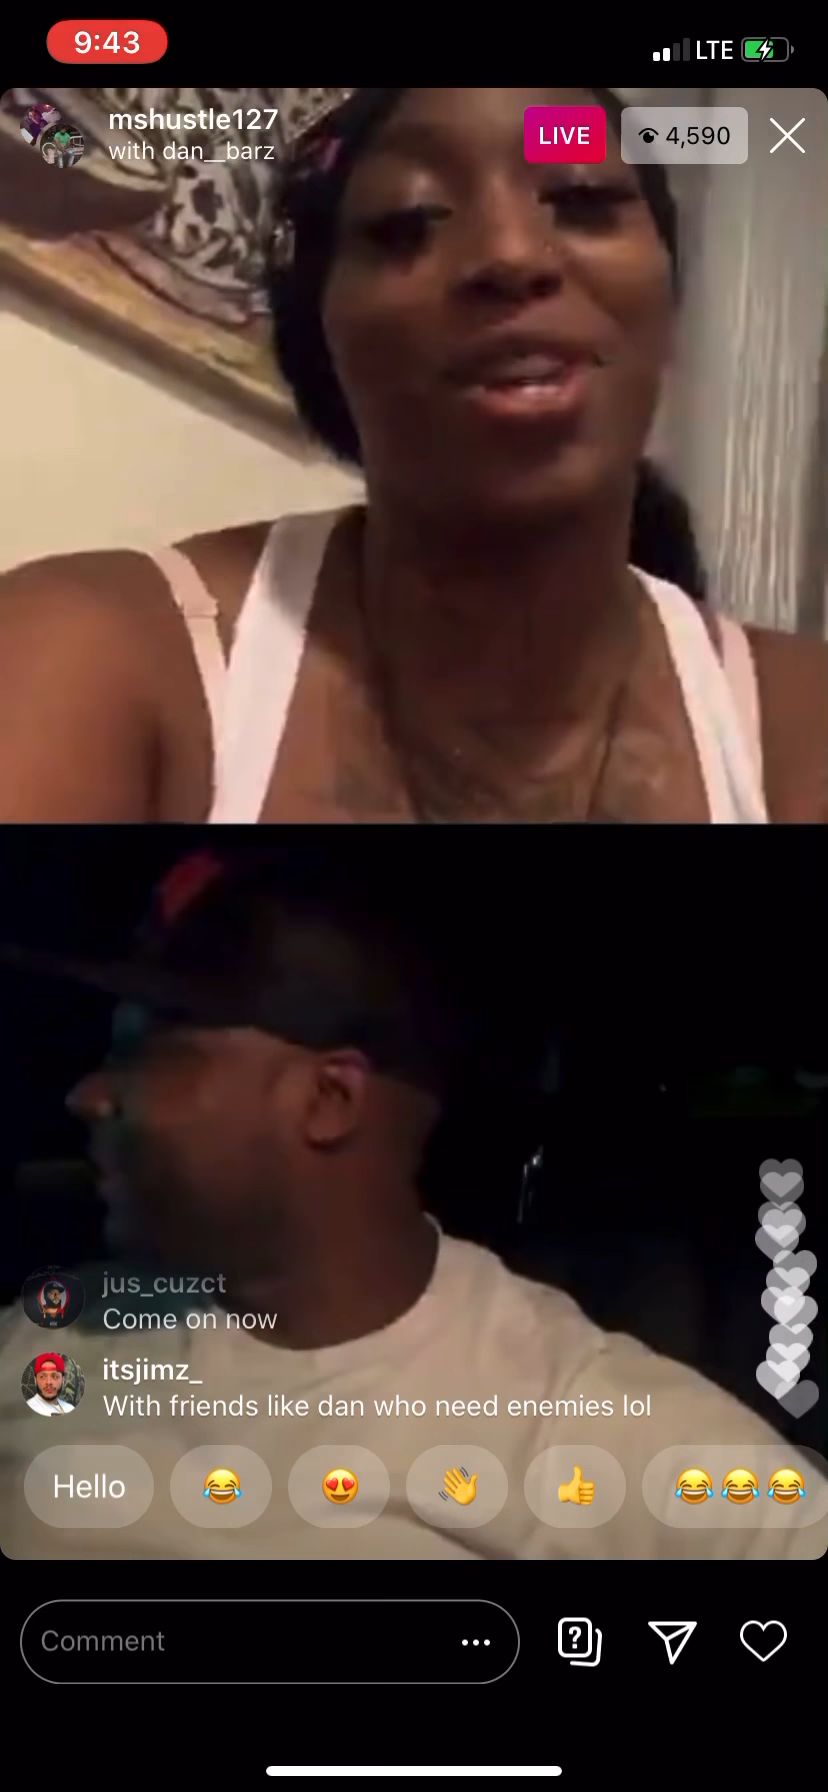 9:43
LTE
mshustle127
with dan__barz
LIVE
4,590
jus_cuzct
Come on now
itsjimz_
With friends like dan who need enemies lol
Hello
Comment